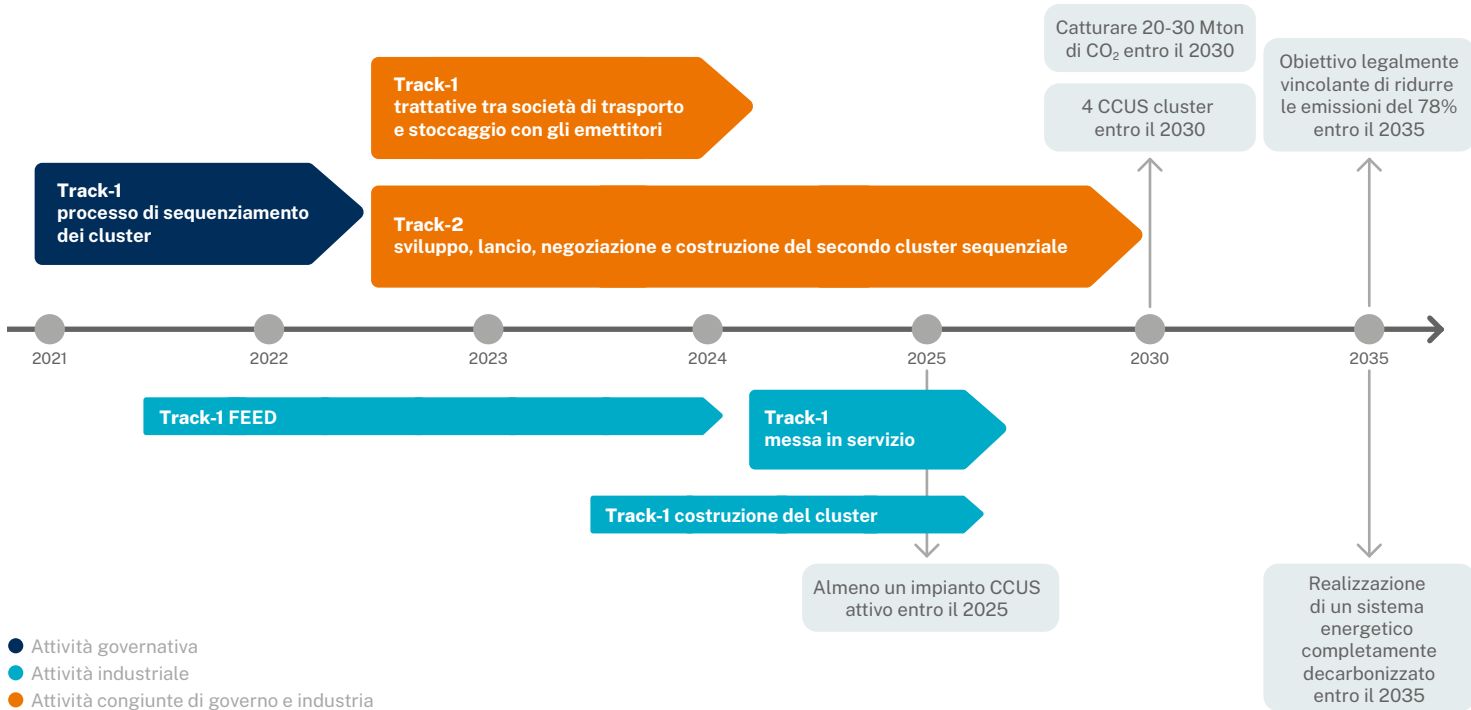 Catturare 20-30 Mton
di CO₂ entro il 2030
4 CCUS cluster
entro il 2030
Obiettivo legalmente
vincolante di ridurre
le emissioni del 78%
entro il 2035
Track-1
trattative tra società di trasporto
e stoccaggio con gli emettitori
Track-1
processo di sequenziamento
dei cluster
Track-2
sviluppo, lancio, negoziazione e costruzione del secondo cluster sequenziale
2021 2022 2023 2024 2025 2030 2035
Track-1 FEED
Track-1
messa in servizio
Track-1 costruzione del cluster
Almeno un impianto CCUS
attivo entro il 2025
Realizzazione
di un sistema
energetico
completamente
decarbonizzato
entro il 2035
Attività governativa
Attività industriale
Attività congiunte di governo e industria